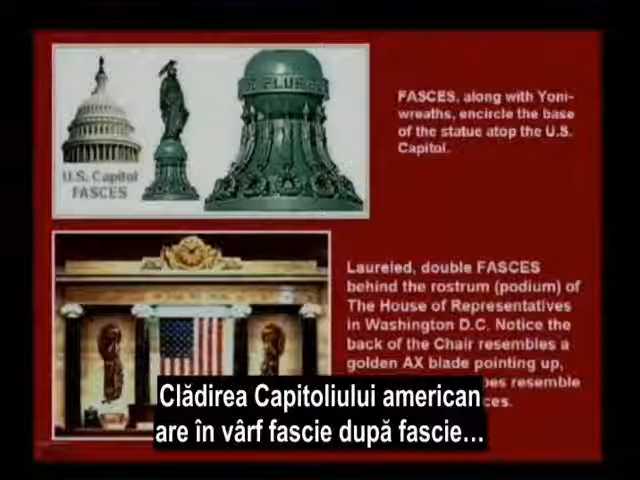 FASCES, along with Yoni-
wreaths, encircle the base
of the statue atop the U.S.
Capitol.
PLUR
U.S. Capitol
FASCES
Laureled, double FASCES
behind the rostrum (podium) of
The House of Representatives
in Washington D.C. Notice the
back of the Chair resembles a
golden AX blade pointing up,
resemble
Clădirea Capitoliului american
are în vârf fascie după fascie...